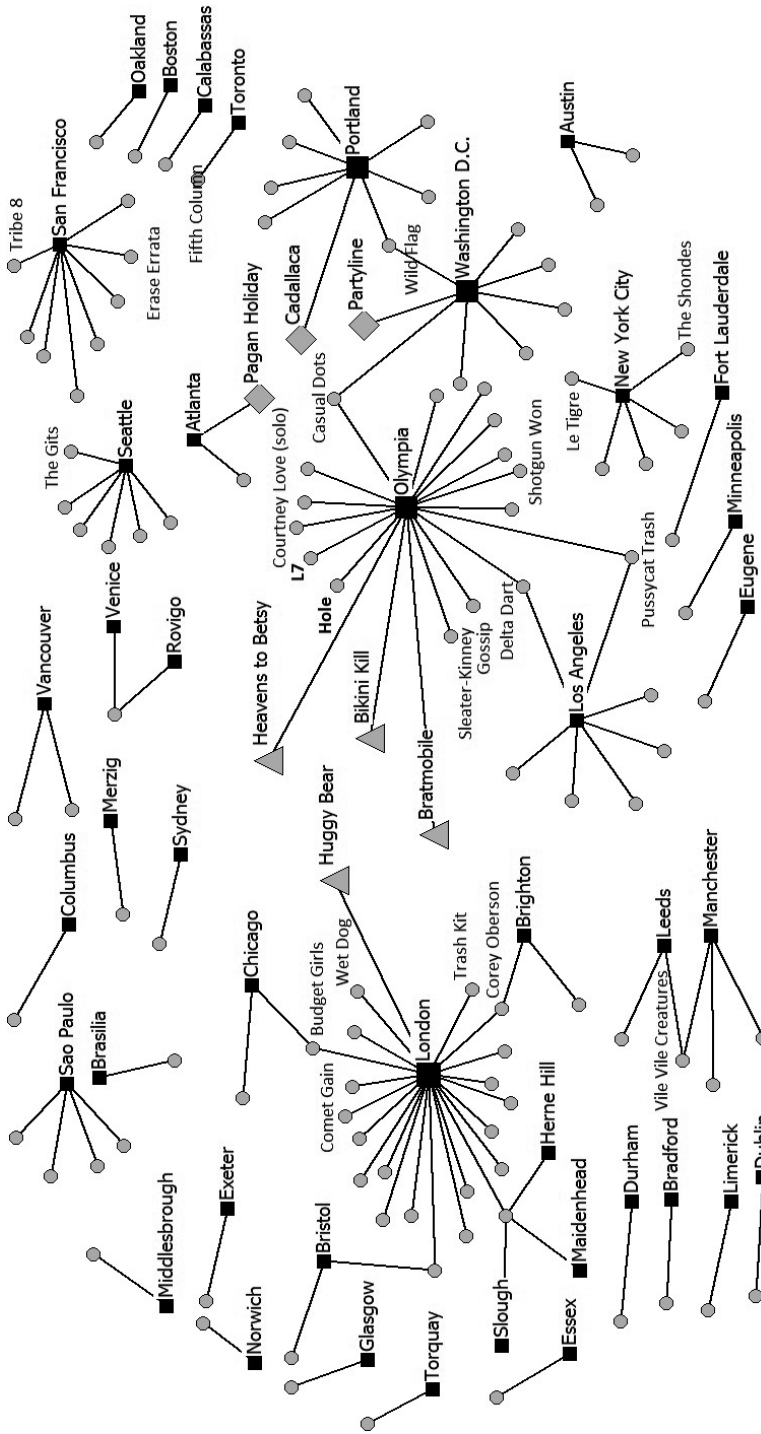 Tribe 8
San Francisco
Oakland
Boston
Calabassas
Toronto
Fifth Column
Erase Errata
Portland
Cadallaca
Partyline
Wild Flag
Washington D.C.
Austin
The Gits
Seattle
Atlanta
Pagan Holiday
Casual Dots
Courtney Love (solo)
Olympia
Shotgun Won
Le Tigre
New York City
The Shondes
Fort Lauderdale
Minneapolis
Eugene
L7
Hole
Heavens to Betsy
Bikini Kill
Bratmobile
Sleater-Kinney
Gossip
Delta Dart
Los Angeles
Pussycat Trash
Vancouver
Venice
Rovigo
Merzig
Sydney
Columbus
Huggy Bear
Chicago
Budget Girls
Wet Dog
Trash Kit
Corey Oberson
Brighton
Leeds
Manchester
Vile Vile Creatures
Sao Paulo
Brasilia
Comet Gain
London
Herne Hill
Maidenhead
Slough
Middlesbrough
Exeter
Norwich
Bristol
Glasgow
Torquay
Essex
Durham
Bradford
Limerick
Dublin